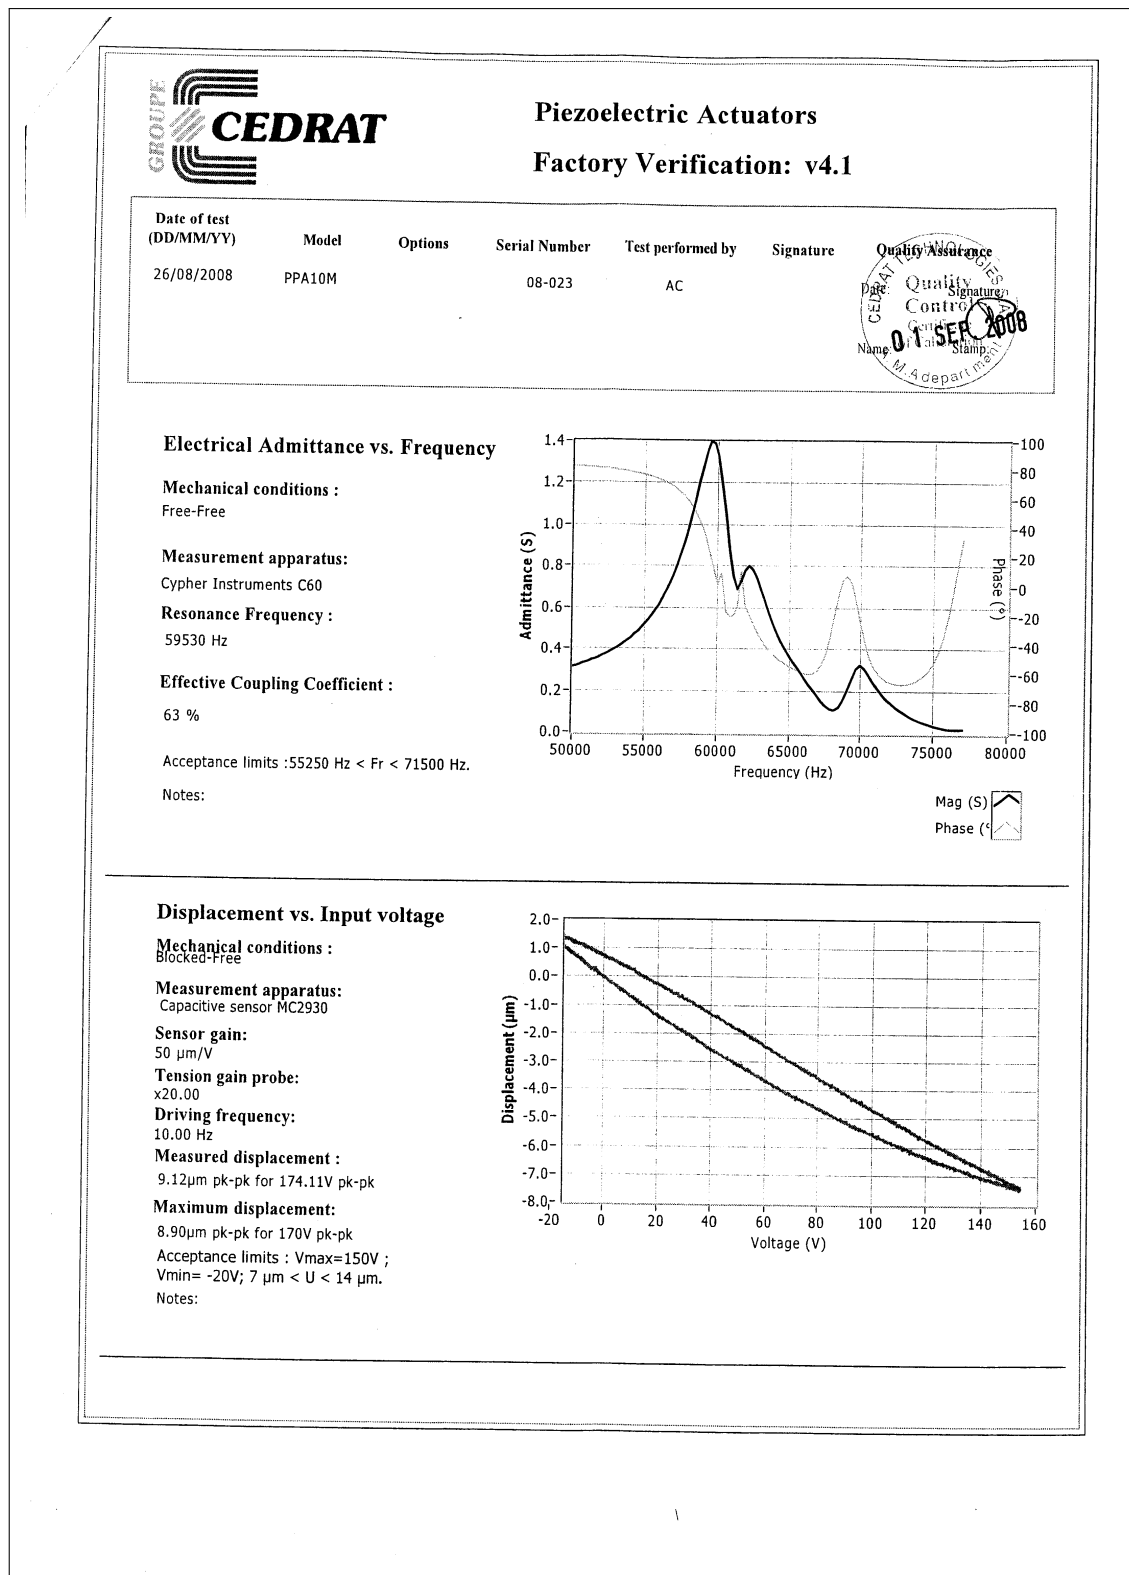 GROUPE
CEDRAT
Piezoelectric Actuators
Factory Verification: v4.1
Date of test
(DD/MM/YY)
Model
Options
Serial Number
Test performed by
Signature
Quality Assurance
26/08/2008
PPA10M
08-023
AC
CEDRAT TECHNOLOGIES
Quality
Control
Date:
Signature
Name:
Stamp:
01 SEP 2008
M.A department
Electrical Admittance vs. Frequency
Mechanical conditions :
Free-Free
Measurement apparatus:
Cypher Instruments C60
Resonance Frequency :
59530 Hz
Effective Coupling Coefficient :
63 %
Acceptance limits :55250 Hz < Fr < 71500 Hz.
Notes:
Admittance (S)
1.4
1.2
1.0
0.8
0.6
0.4
0.2
0.0
50000 55000 60000 65000 70000 75000 80000
Frequency (Hz)
100
80
60
40
20
0
-20
-40
-60
-80
-100
Phase (°)
Mag (S)
Phase (°
Displacement vs. Input voltage
Mechanical conditions :
Blocked-Free
Measurement apparatus:
Capacitive sensor MC2930
Sensor gain:
50 µm/V
Tension gain probe:
x20.00
Driving frequency:
10.00 Hz
Measured displacement :
9.12µm pk-pk for 174.11V pk-pk
Maximum displacement:
8.90µm pk-pk for 170V pk-pk
Acceptance limits : Vmax=150V ;
Vmin= -20V; 7 µm < U < 14 µm.
Notes:
Displacement (µm)
2.0
1.0
0.0
-1.0
-2.0
-3.0
-4.0
-5.0
-6.0
-7.0
-8.0
-20 0 20 40 60 80 100 120 140 160
Voltage (V)